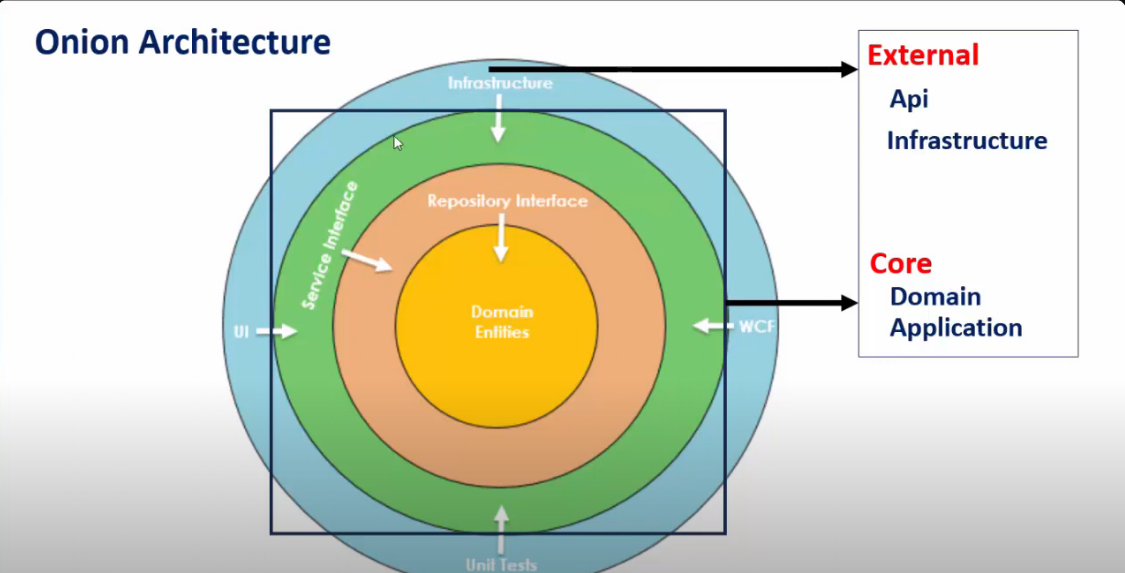 Onion Architecture
Infrastructure
Service Interface
Repository Interface
Domain
Entities
UI
WCF
Unit Tests
External
Api
Infrastructure
Core
Domain
Application